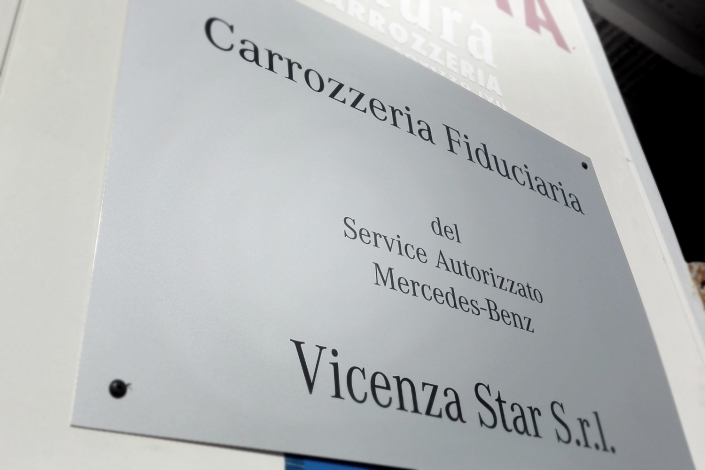 CARROZZERIA
Carrozzeria Fiduciaria
del
Service Autorizzato
Mercedes-Benz
Vicenza Star S.r.l.